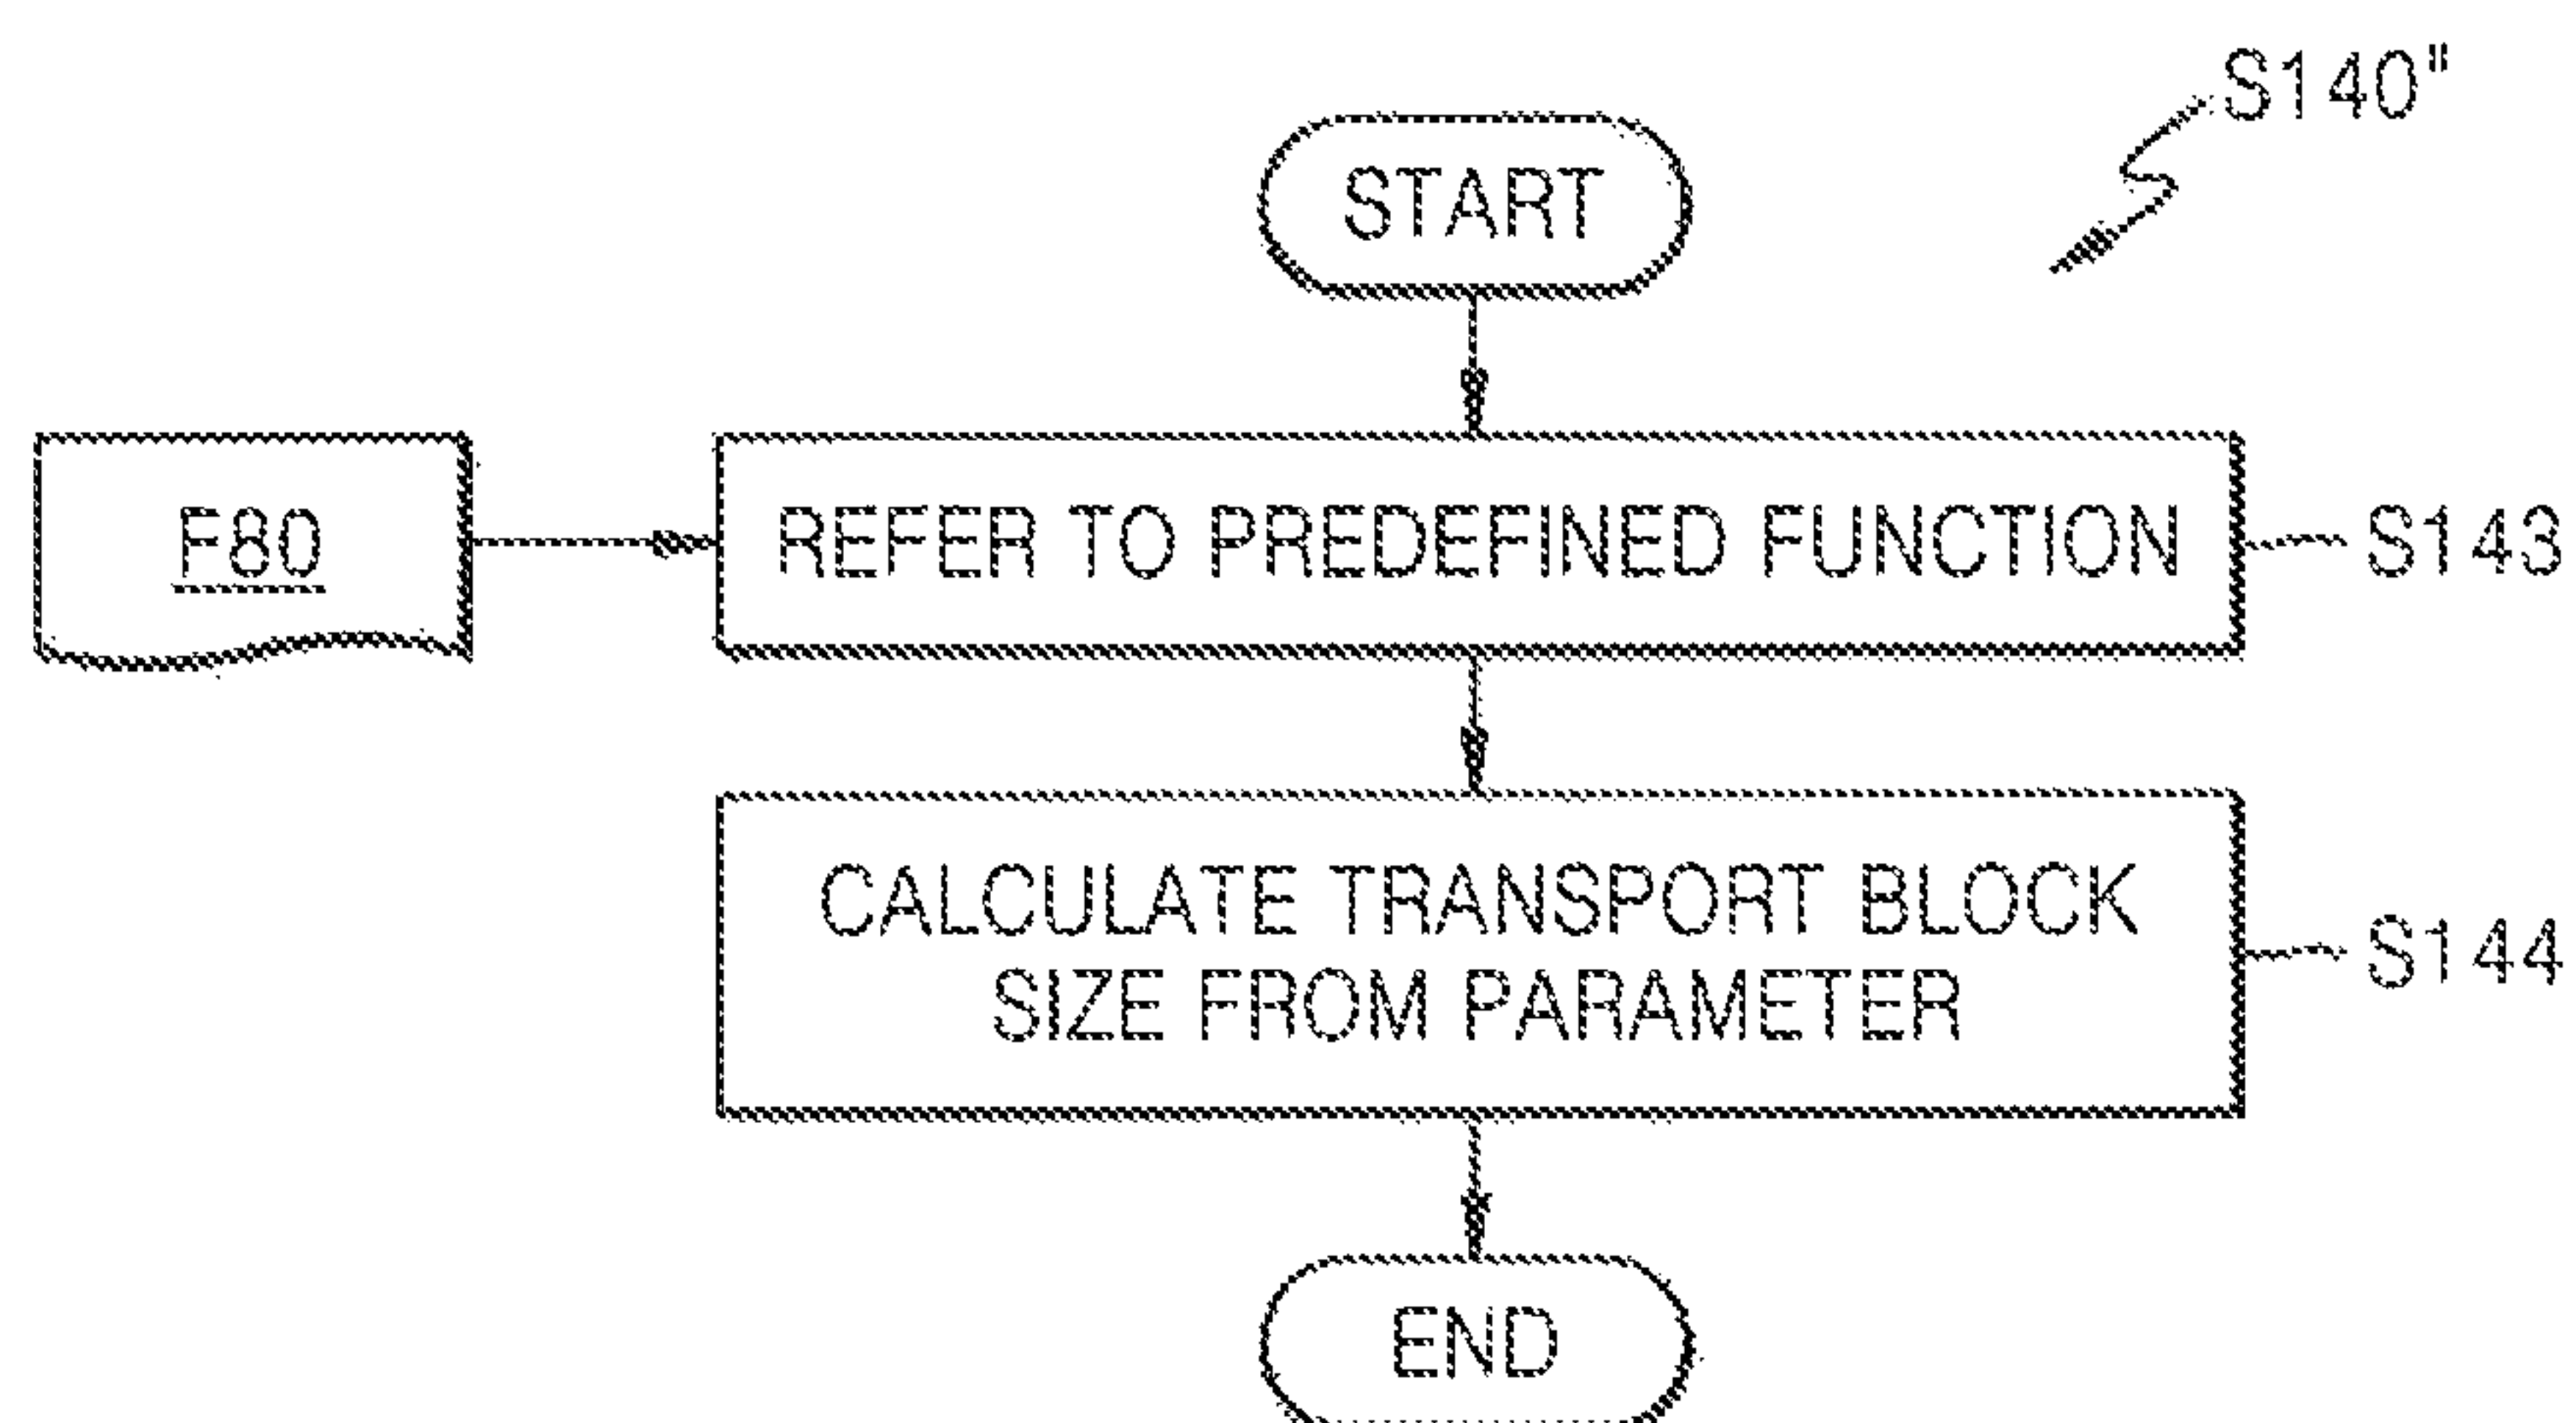 S140"
START
F80
REFER TO PREDEFINED FUNCTION
S143
CALCULATE TRANSPORT BLOCK
SIZE FROM PARAMETER
S144
END